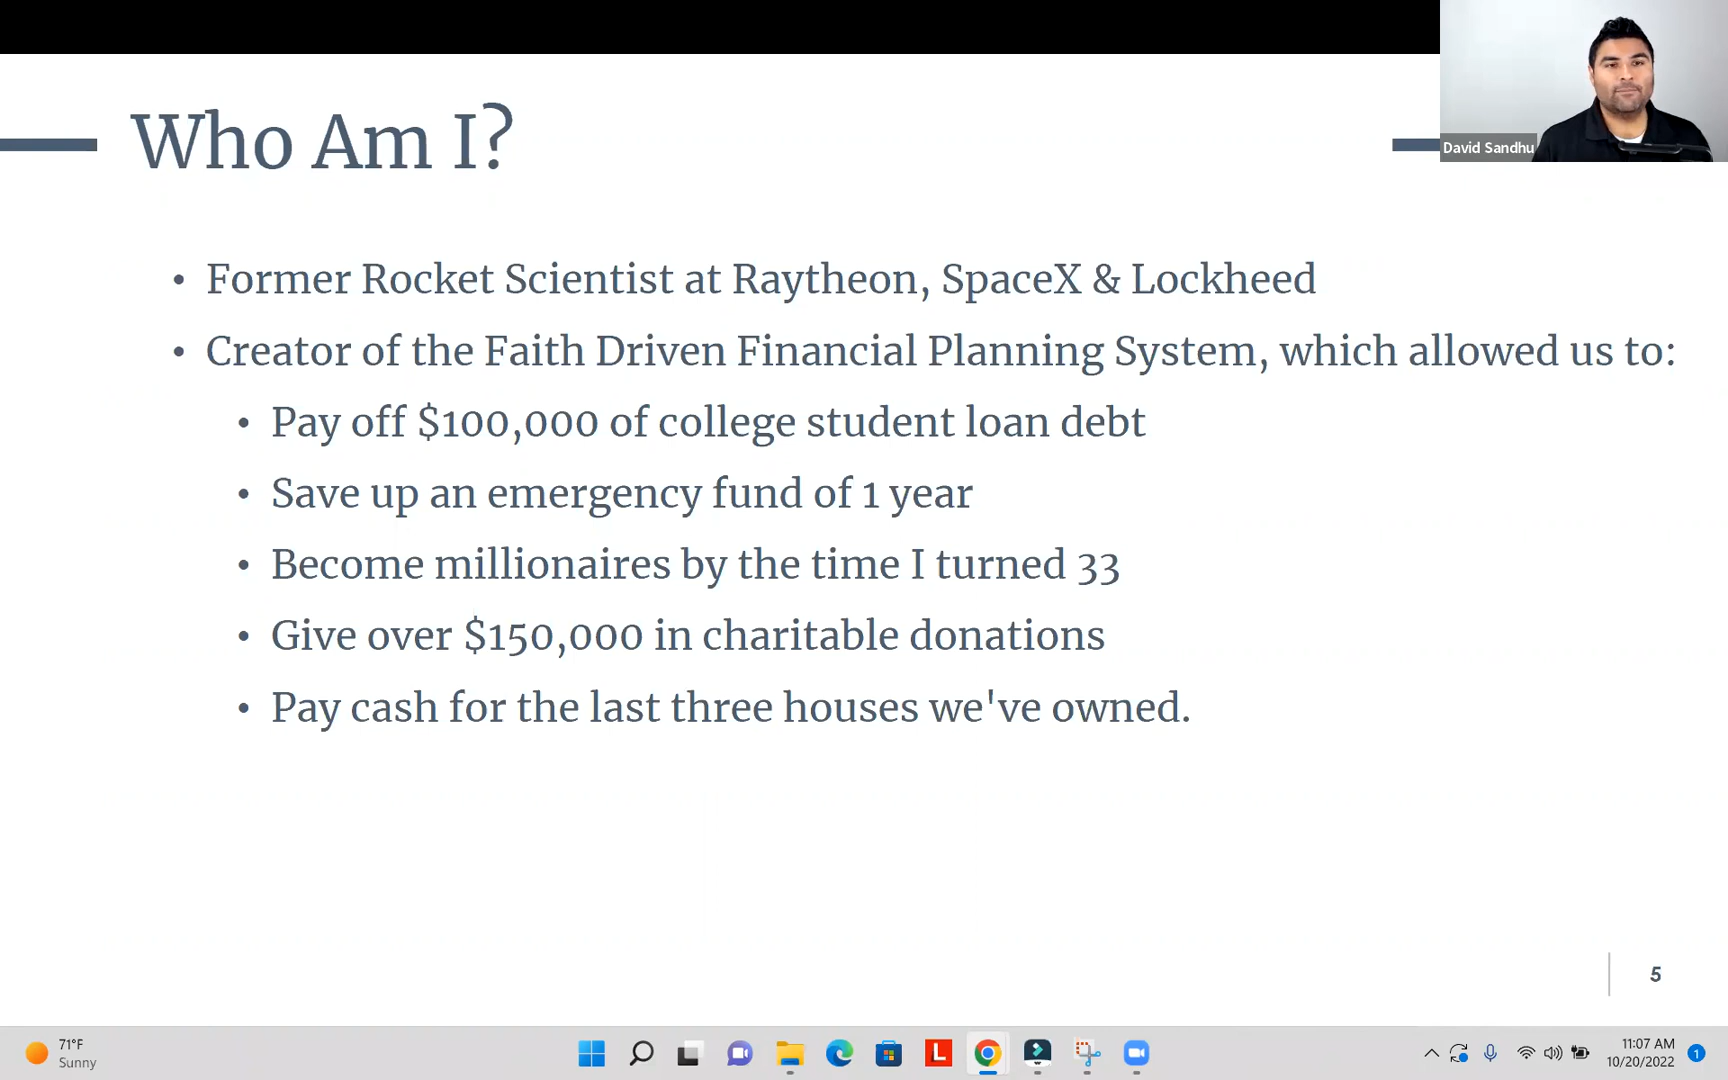 David Sandhu
Who Am I?
• Former Rocket Scientist at Raytheon, SpaceX & Lockheed
• Creator of the Faith Driven Financial Planning System, which allowed us to:
• Pay off $100,000 of college student loan debt
• Save up an emergency fund of 1 year
• Become millionaires by the time I turned 33
• Give over $150,000 in charitable donations
• Pay cash for the last three houses we've owned.
5
71°F
Sunny
L
11:07 AM
10/20/2022
1